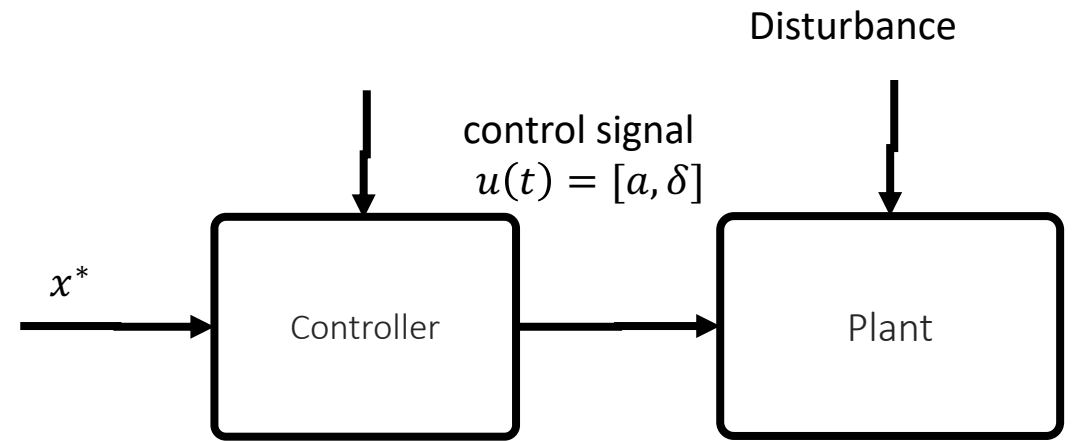 Disturbance
control signal
u(t) = [a, δ]
x*
Controller
Plant